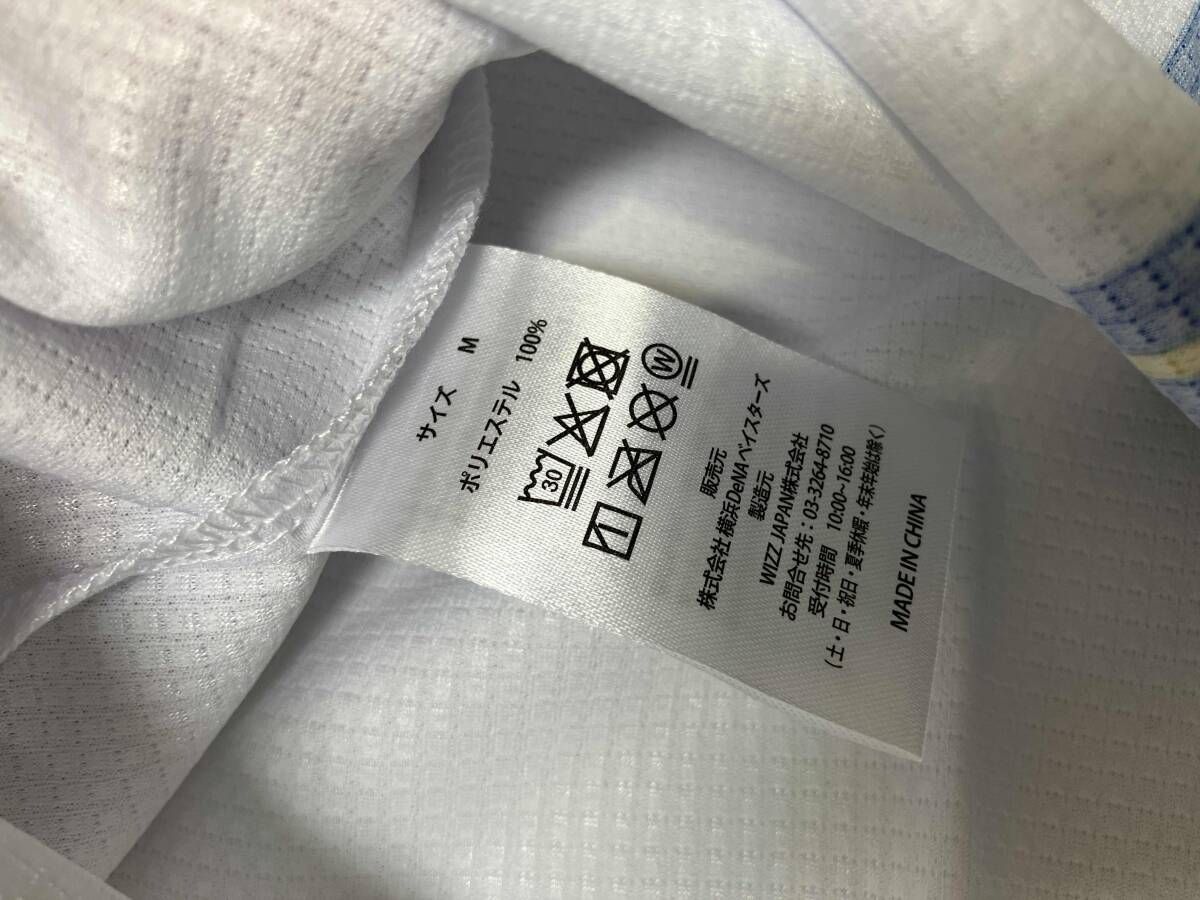 サイズ M
ポリエステル 100%
30
W
販売元
株式会社 横浜DeNAベイスターズ
製造元
WIZZ JAPAN株式会社
お問合せ先：03-3264-8710
受付時間 10:00~16:00
(土・日・祝日・夏季休暇・年末年始は除く)
MADE IN CHINA